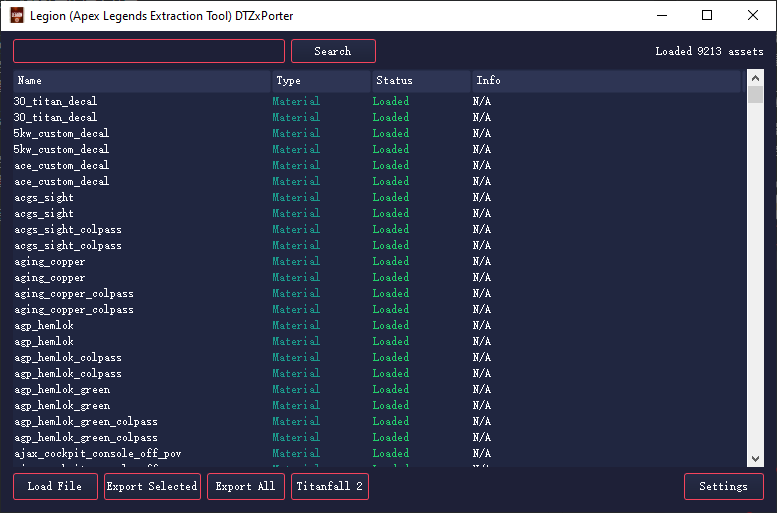 Legion (Apex Legends Extraction Tool) DTZxPorter
Search Loaded 9213 assets
Name Type Status Info
30_titan_decal Material Loaded N/A
30_titan_decal Material Loaded N/A
5kw_custom_decal Material Loaded N/A
5kw_custom_decal Material Loaded N/A
ace_custom_decal Material Loaded N/A
ace_custom_decal Material Loaded N/A
acgs_sight Material Loaded N/A
acgs_sight Material Loaded N/A
acgs_sight_colpass Material Loaded N/A
acgs_sight_colpass Material Loaded N/A
aging_copper Material Loaded N/A
aging_copper Material Loaded N/A
aging_copper_colpass Material Loaded N/A
aging_copper_colpass Material Loaded N/A
agp_hemlok Material Loaded N/A
agp_hemlok Material Loaded N/A
agp_hemlok_colpass Material Loaded N/A
agp_hemlok_colpass Material Loaded N/A
agp_hemlok_green Material Loaded N/A
agp_hemlok_green Material Loaded N/A
agp_hemlok_green_colpass Material Loaded N/A
agp_hemlok_green_colpass Material Loaded N/A
ajax_cockpit_console_off_pov Material Loaded N/A
Load File Export Selected Export All Titanfall 2 Settings